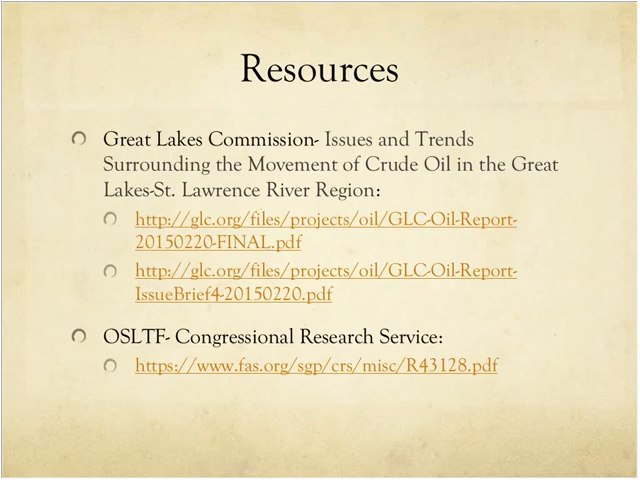 Resources
Great Lakes Commission- Issues and Trends
Surrounding the Movement of Crude Oil in the Great
Lakes-St. Lawrence River Region:
http://glc.org/files/projects/oil/GLC-Oil-Report-
20150220-FINAL.pdf
http://glc.org/files/projects/oil/GLC-Oil-Report-
IssueBrief4-20150220.pdf
OSLTF- Congressional Research Service:
https://www.fas.org/sgp/crs/misc/R43128.pdf